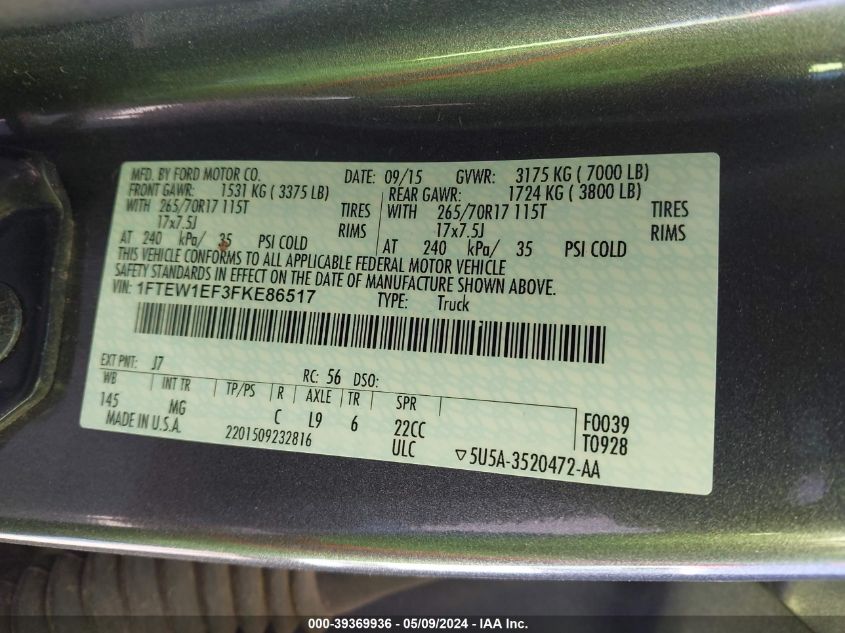 MFD. BY FORD MOTOR CO. DATE: 09/15 GVWR: 3175 KG ( 7000 LB)
FRONT GAWR: 1531 KG ( 3375 LB) REAR GAWR: 1724 KG ( 3800 LB)
WITH 265/70R17 115T TIRES WITH 265/70R17 115T TIRES
17x7.5J RIMS 17x7.5J RIMS
AT 240 kPa/ 35 PSI COLD AT 240 kPa/ 35 PSI COLD
THIS VEHICLE CONFORMS TO ALL APPLICABLE FEDERAL MOTOR VEHICLE
SAFETY STANDARDS IN EFFECT ON THE DATE OF MANUFACTURE SHOWN ABOVE.
VIN: 1FTEW1EF3FKE86517 TYPE: Truck
EXT PNT: J7 RC: 56 DSO:
WB INT TR TP/PS R AXLE TR SPR
145 MG C L9 6 22CC F0039
MADE IN U.S.A. 2201509232816 ULC T0928
▽5U5A-3520472-AA
000-39369936 - 05/09/2024 - IAA Inc.